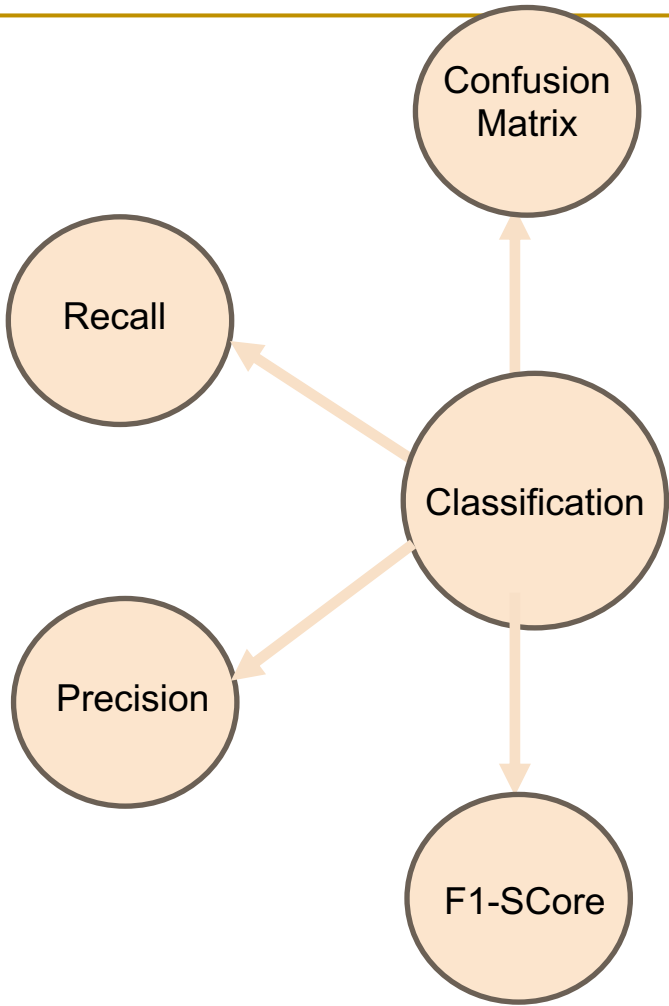 Confusion
Matrix
Recall
Classification
Precision
F1-SCore